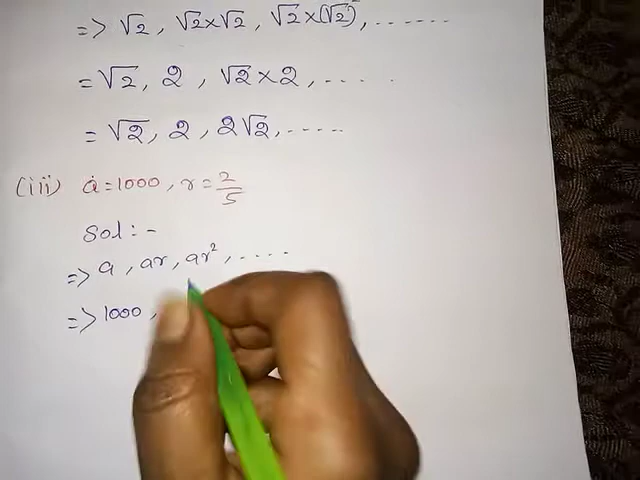 => √2, √2×√2, √2×(√2)², ......
= √2, 2, √2×2, ....
= √2, 2, 2√2, .....
(iii) a=1000, r=2/5
Sol:-
=> a, ar, ar², ....
=> 1000,